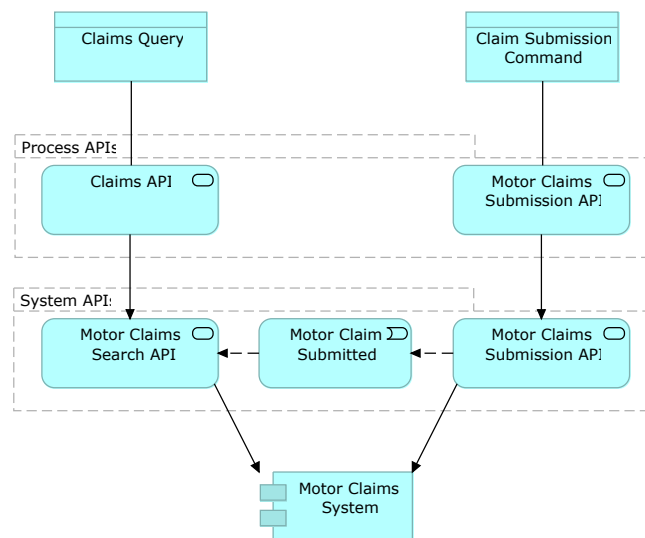 Claims Query
Claim Submission
Command
Process APIs
Claims API
Motor Claims
Submission API
System APIs
Motor Claims
Search API
Motor Claim
Submitted
Motor Claims
Submission API
Motor Claims
System